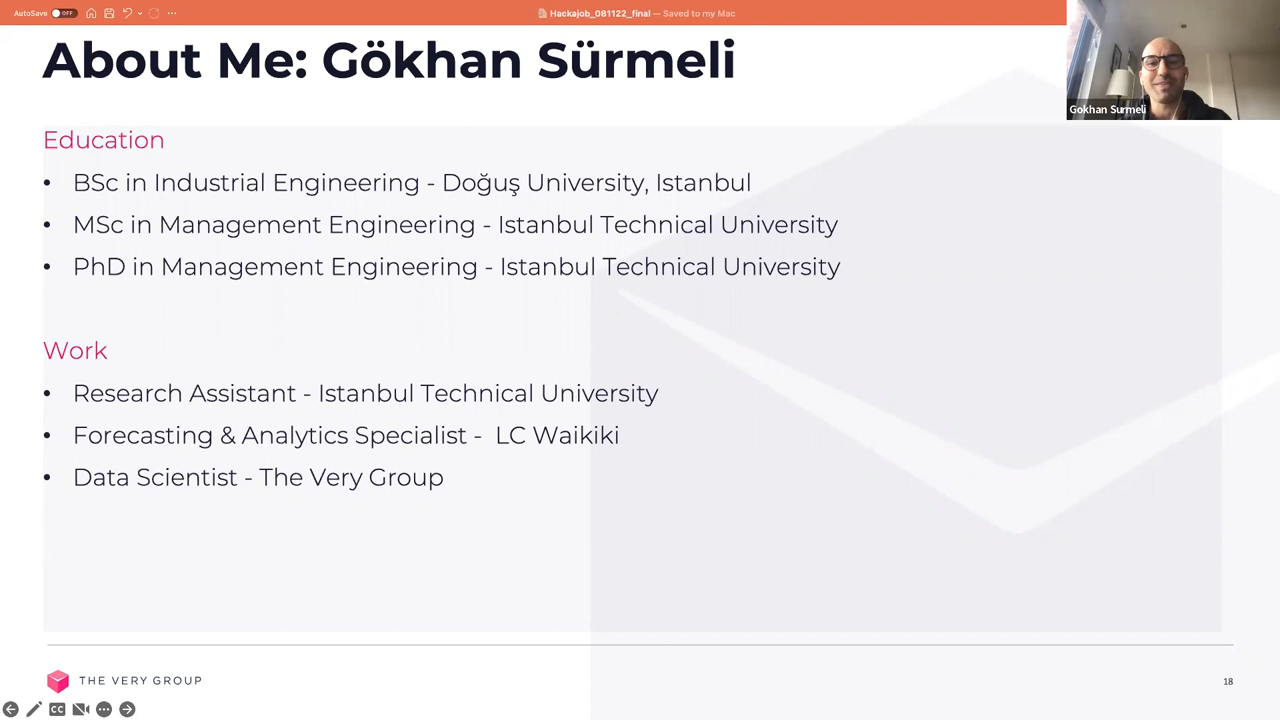 AutoSave OFF
Hackajob_081122_final — Saved to my Mac
About Me: Gökhan Sürmeli
Gokhan Surmeli
Education
• BSc in Industrial Engineering - Doğuş University, Istanbul
• MSc in Management Engineering - Istanbul Technical University
• PhD in Management Engineering - Istanbul Technical University
Work
• Research Assistant - Istanbul Technical University
• Forecasting & Analytics Specialist - LC Waikiki
• Data Scientist - The Very Group
THE VERY GROUP
18
CC